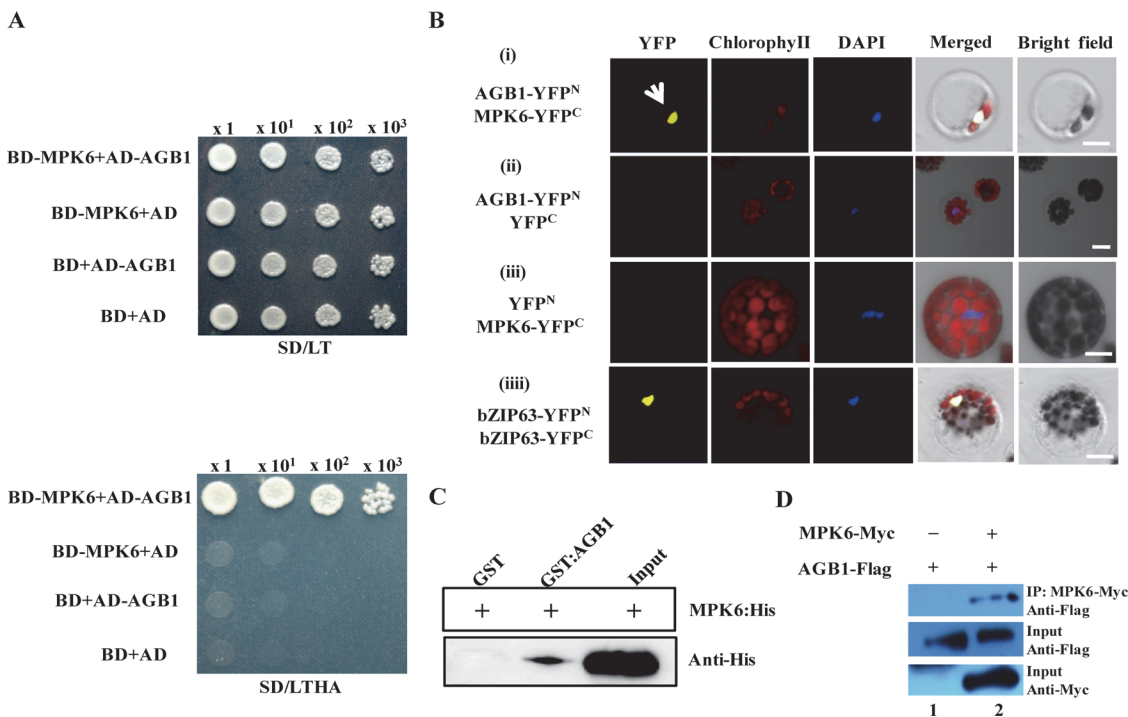 A
x 1 x 10¹ x 10² x 10³
BD-MPK6+AD-AGB1
BD-MPK6+AD
BD+AD-AGB1
BD+AD
SD/LT
x 1 x 10¹ x 10² x 10³
BD-MPK6+AD-AGB1
BD-MPK6+AD
BD+AD-AGB1
BD+AD
SD/LTHA
B
YFP ChlorophyII DAPI Merged Bright field
(i)
AGB1-YFPᴺ
MPK6-YFPᶜ
(ii)
AGB1-YFPᴺ
YFPᶜ
(iii)
YFPᴺ
MPK6-YFPᶜ
(iiii)
bZIP63-YFPᴺ
bZIP63-YFPᶜ
C
GST GST:AGB1 Input
+ + + MPK6:His
Anti-His
D
MPK6-Myc − +
AGB1-Flag + +
IP: MPK6-Myc
Anti-Flag
Input
Anti-Flag
Input
Anti-Myc
1 2